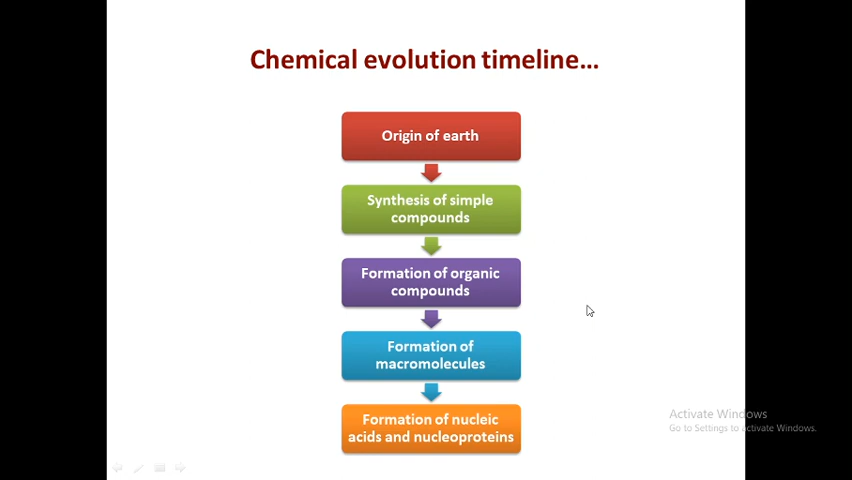 Chemical evolution timeline...
Origin of earth
Synthesis of simple
compounds
Formation of organic
compounds
Formation of
macromolecules
Formation of nucleic
acids and nucleoproteins
Activate Windows
Go to Settings to activate Windows.